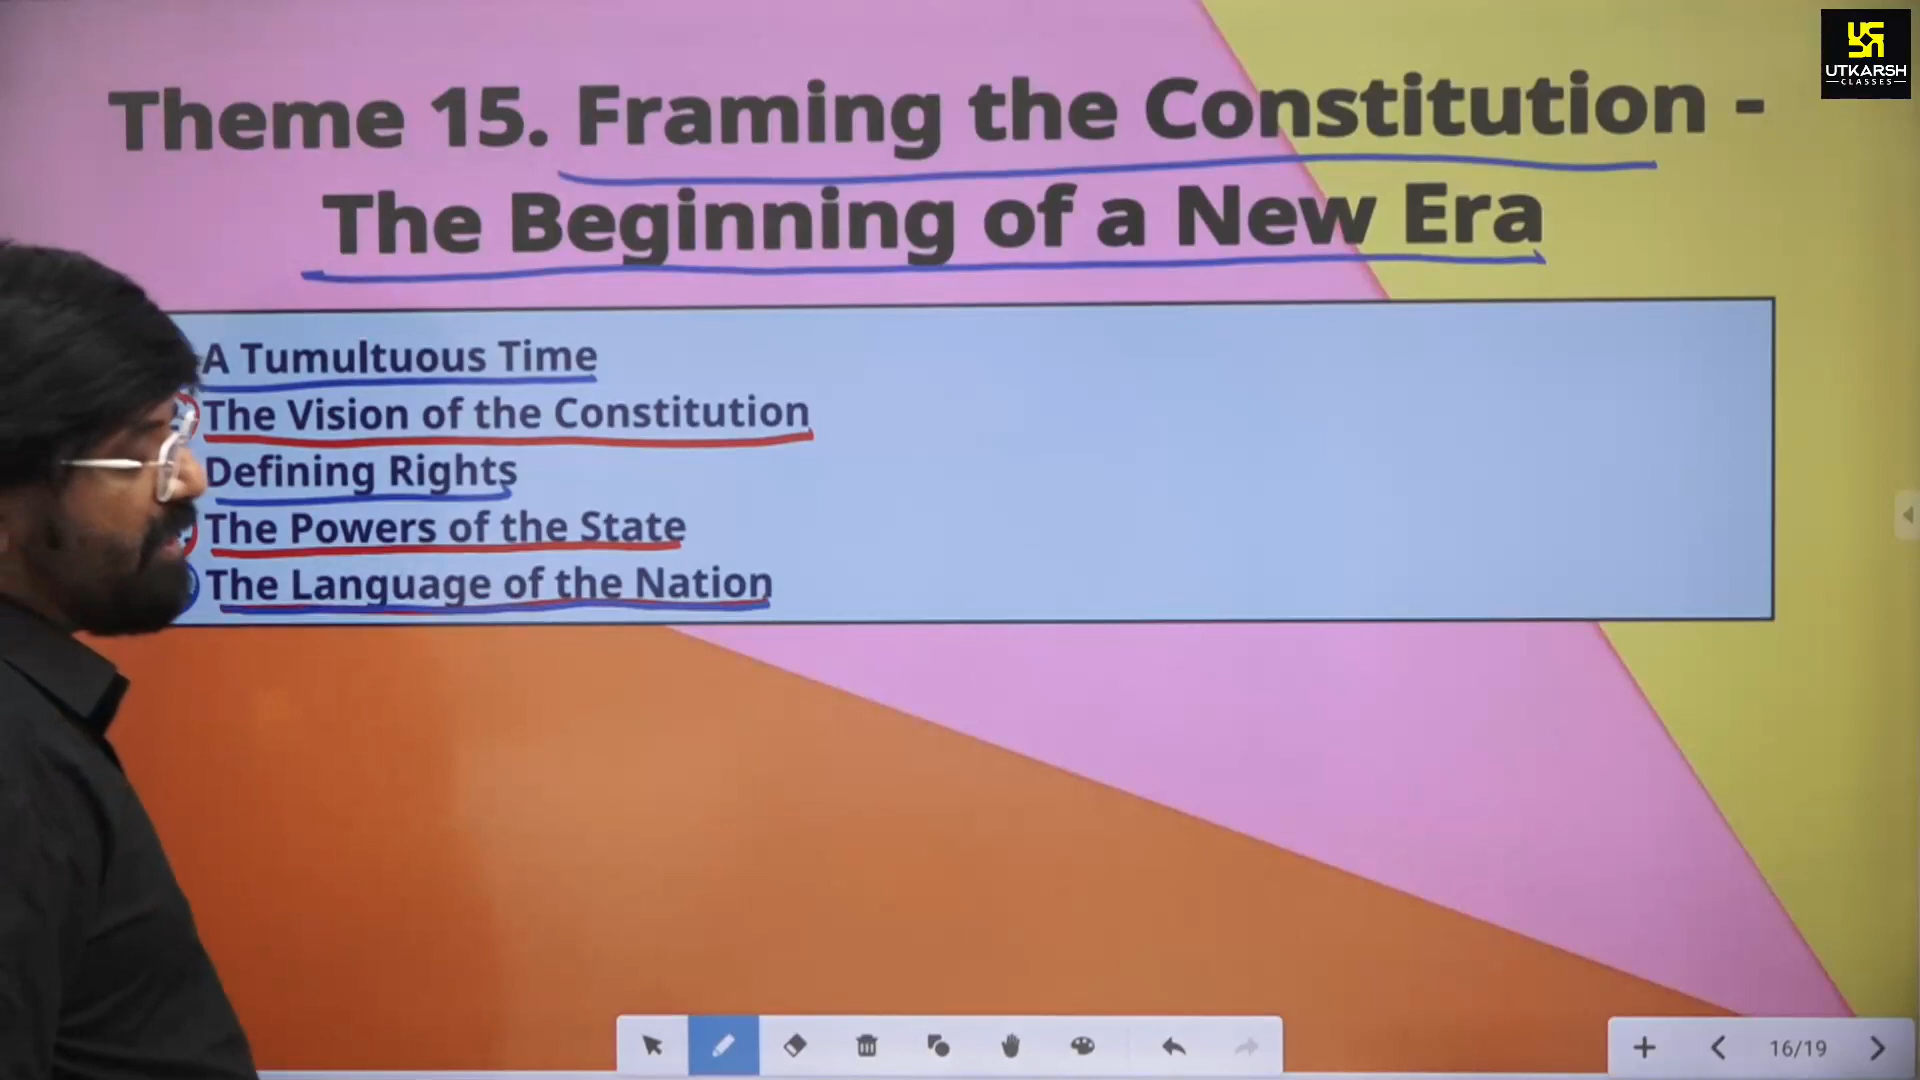 UTKARSH
CLASSES
Theme 15. Framing the Constitution -
The Beginning of a New Era
A Tumultuous Time
The Vision of the Constitution
Defining Rights
The Powers of the State
The Language of the Nation
16/19